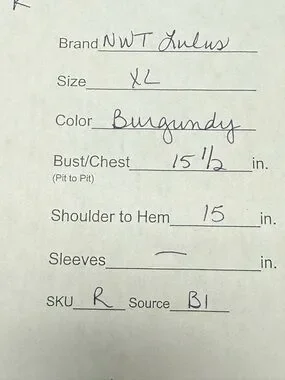 R
Brand NWT Lulus
Size XL
Color Burgundy
Bust/Chest 15 1/2 in.
(Pit to Pit)
Shoulder to Hem 15 in.
Sleeves — in.
SKU R Source B1